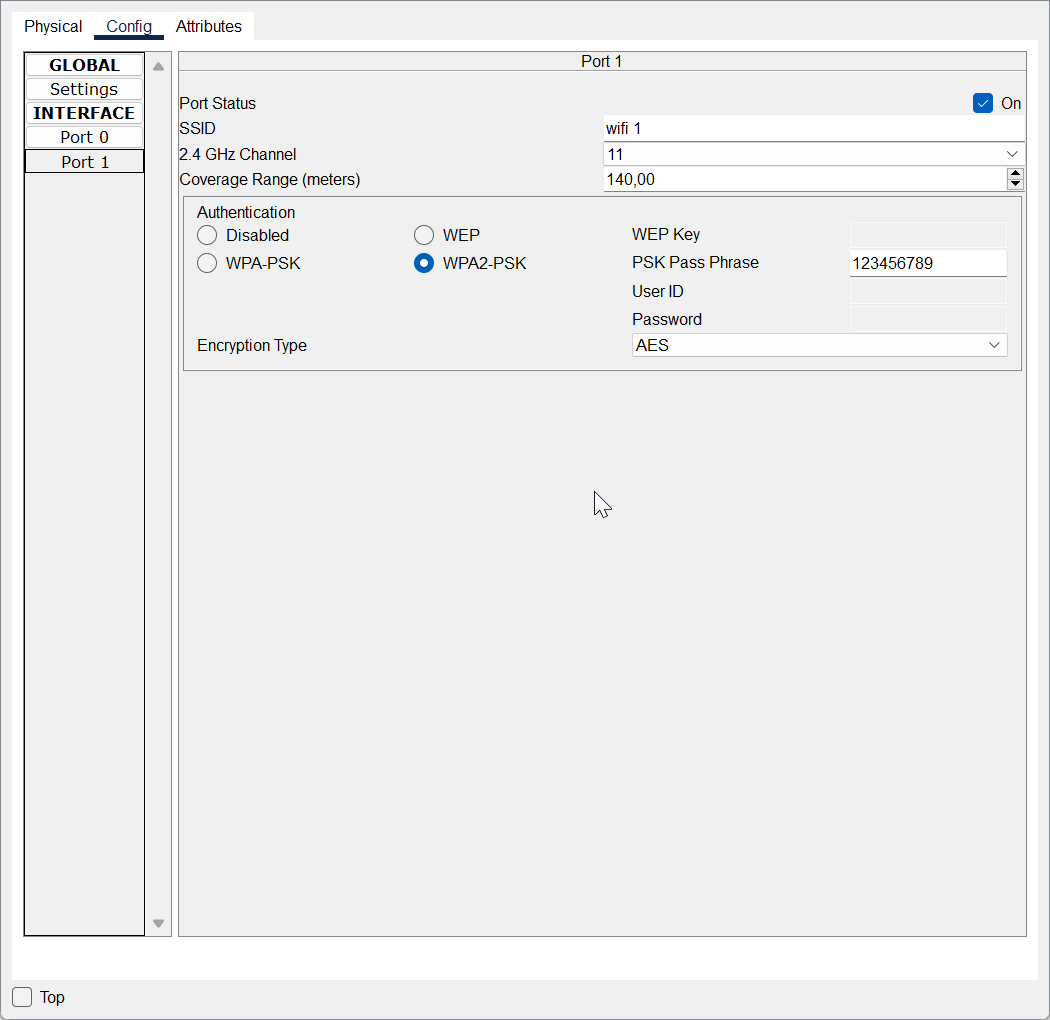 Physical Config Attributes
GLOBAL
Settings
INTERFACE
Port 0
Port 1
Port 1
Port Status On
SSID wifi 1
2.4 GHz Channel 11
Coverage Range (meters) 140,00
Authentication
Disabled WEP WEP Key
WPA-PSK WPA2-PSK PSK Pass Phrase 123456789
User ID
Password
Encryption Type AES
Top